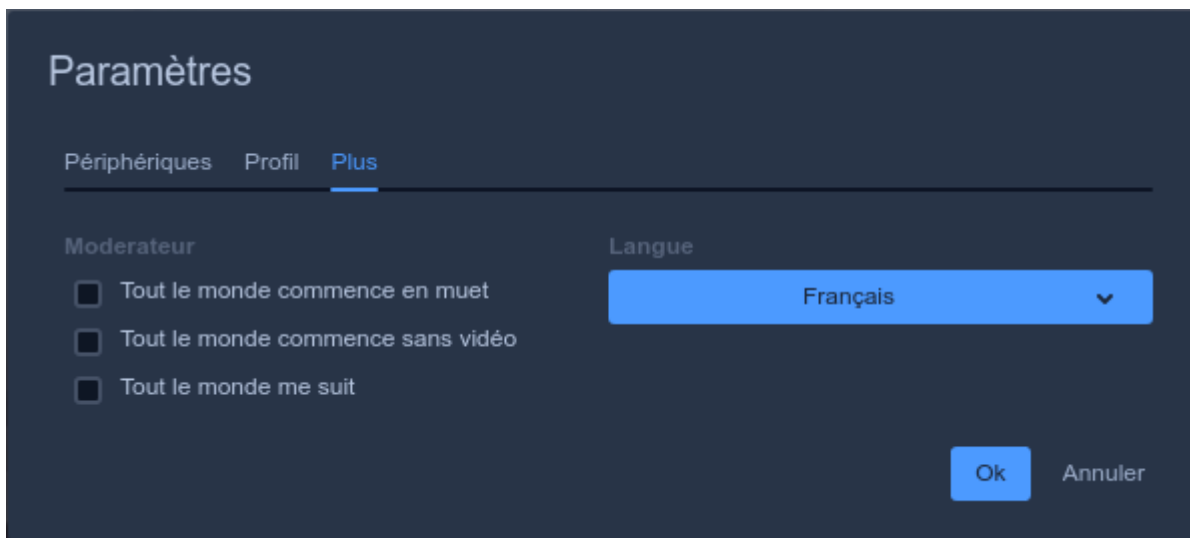 Paramètres
Périphériques Profil Plus
Moderateur
Tout le monde commence en muet
Tout le monde commence sans vidéo
Tout le monde me suit
Langue
Français
Ok Annuler